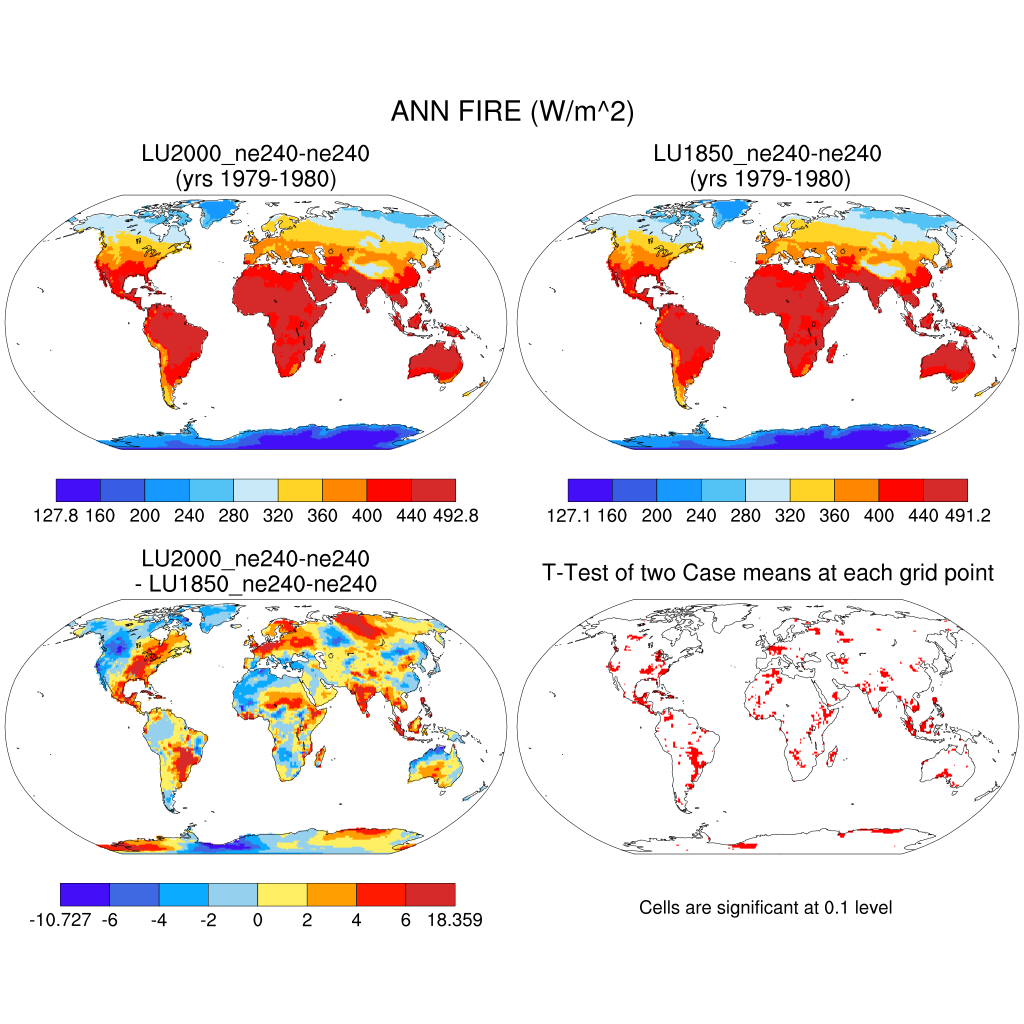 ANN FIRE (W/m^2)
LU2000_ne240-ne240
(yrs 1979-1980)
LU1850_ne240-ne240
(yrs 1979-1980)
127.8 160 200 240 280 320 360 400 440 492.8
127.1 160 200 240 280 320 360 400 440 491.2
LU2000_ne240-ne240
- LU1850_ne240-ne240
T-Test of two Case means at each grid point
-10.727 -6 -4 -2 0 2 4 6 18.359
Cells are significant at 0.1 level